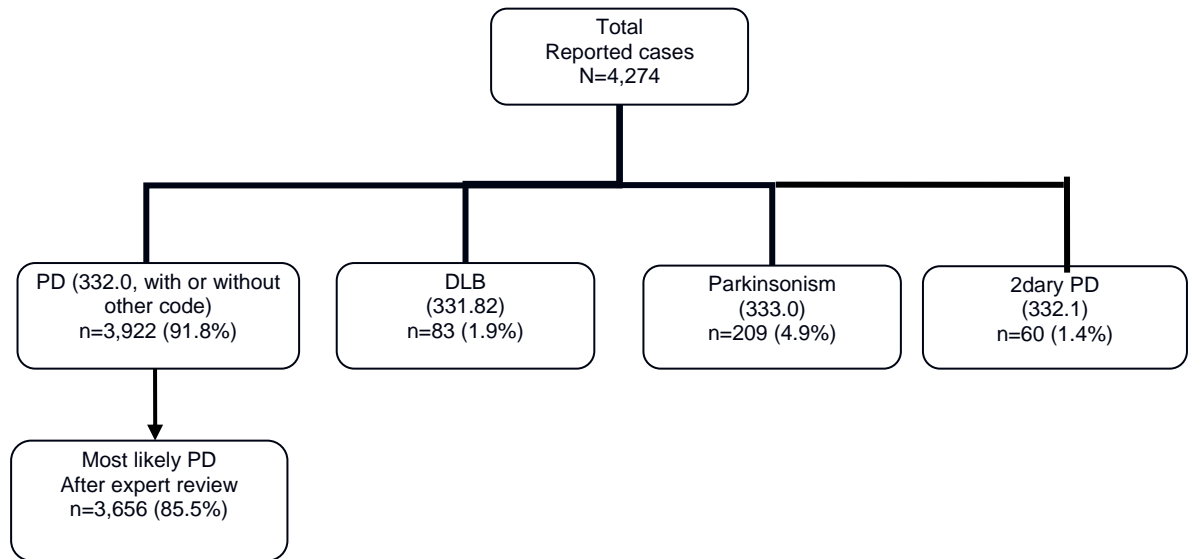 Total
Reported cases
N=4,274
PD (332.0, with or without
other code)
n=3,922 (91.8%)
DLB
(331.82)
n=83 (1.9%)
Parkinsonism
(333.0)
n=209 (4.9%)
2dary PD
(332.1)
n=60 (1.4%)
Most likely PD
After expert review
n=3,656 (85.5%)